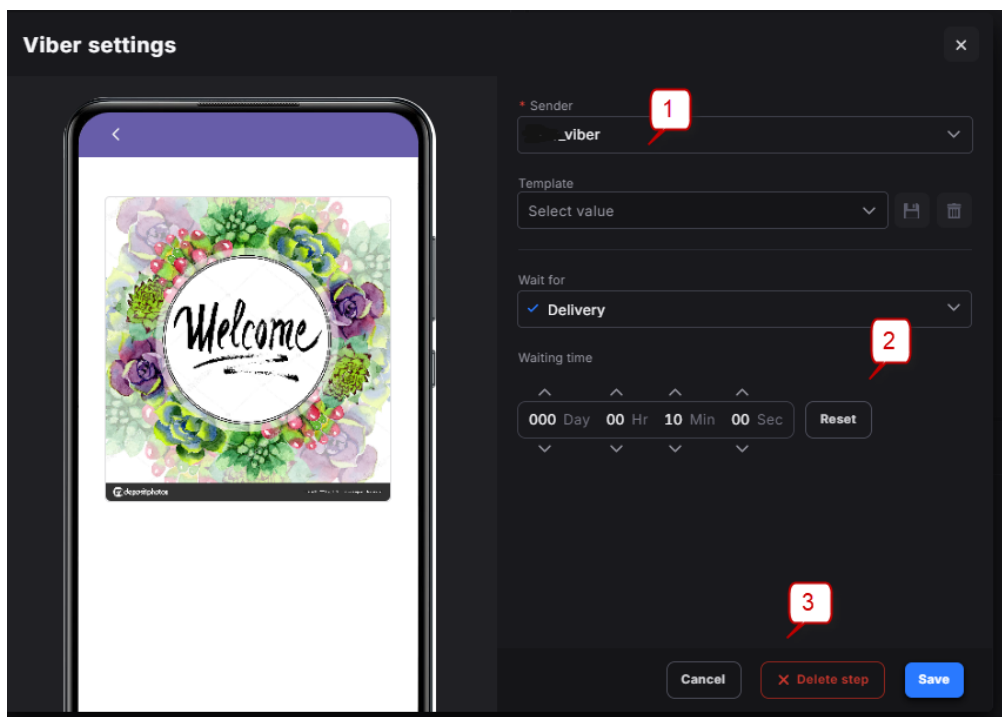 Viber settings
* Sender
1
_viber
Template
Select value
Wait for
Delivery
2
Waiting time
000 Day 00 Hr 10 Min 00 Sec
Reset
Welcome
depositphotos
3
Cancel
Delete step
Save